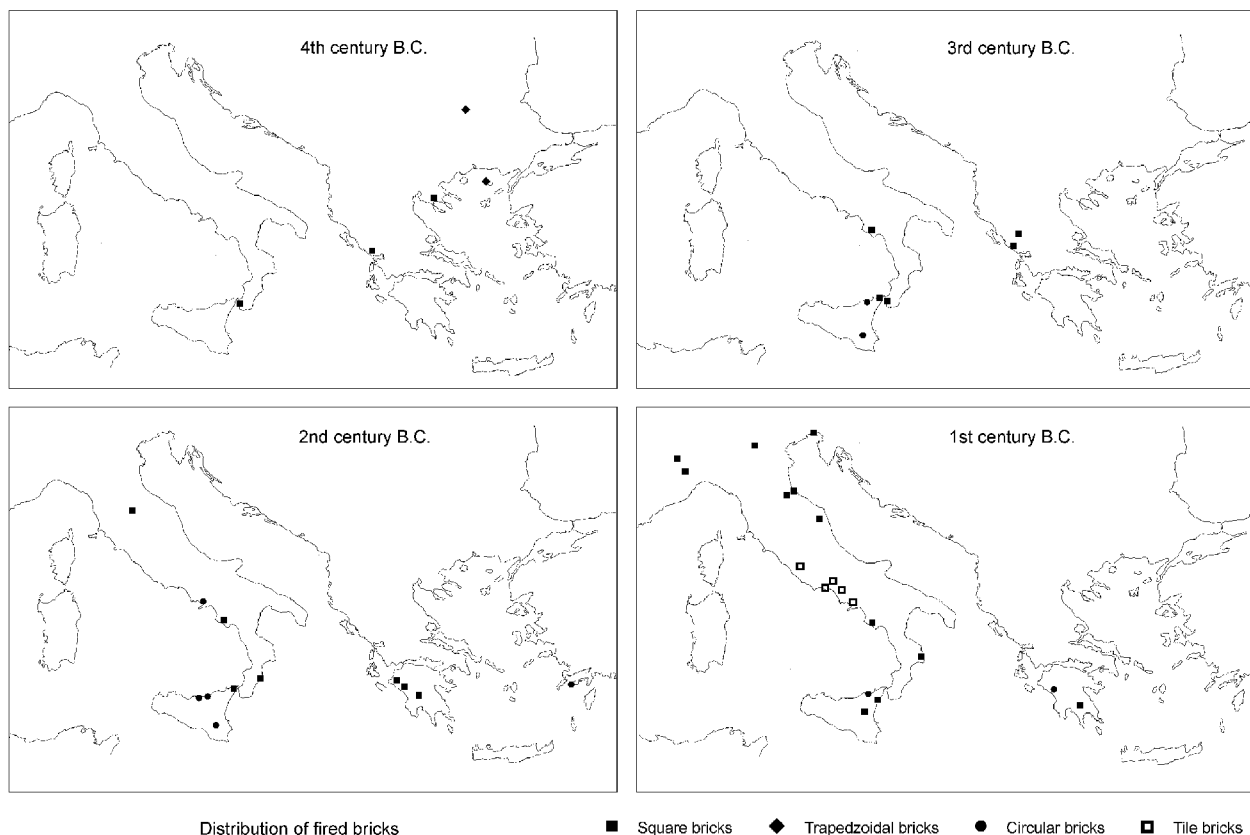 4th century B.C.
3rd century B.C.
2nd century B.C.
1st century B.C.
Distribution of fired bricks
Square bricks
Trapedzoidal bricks
Circular bricks
Tile bricks